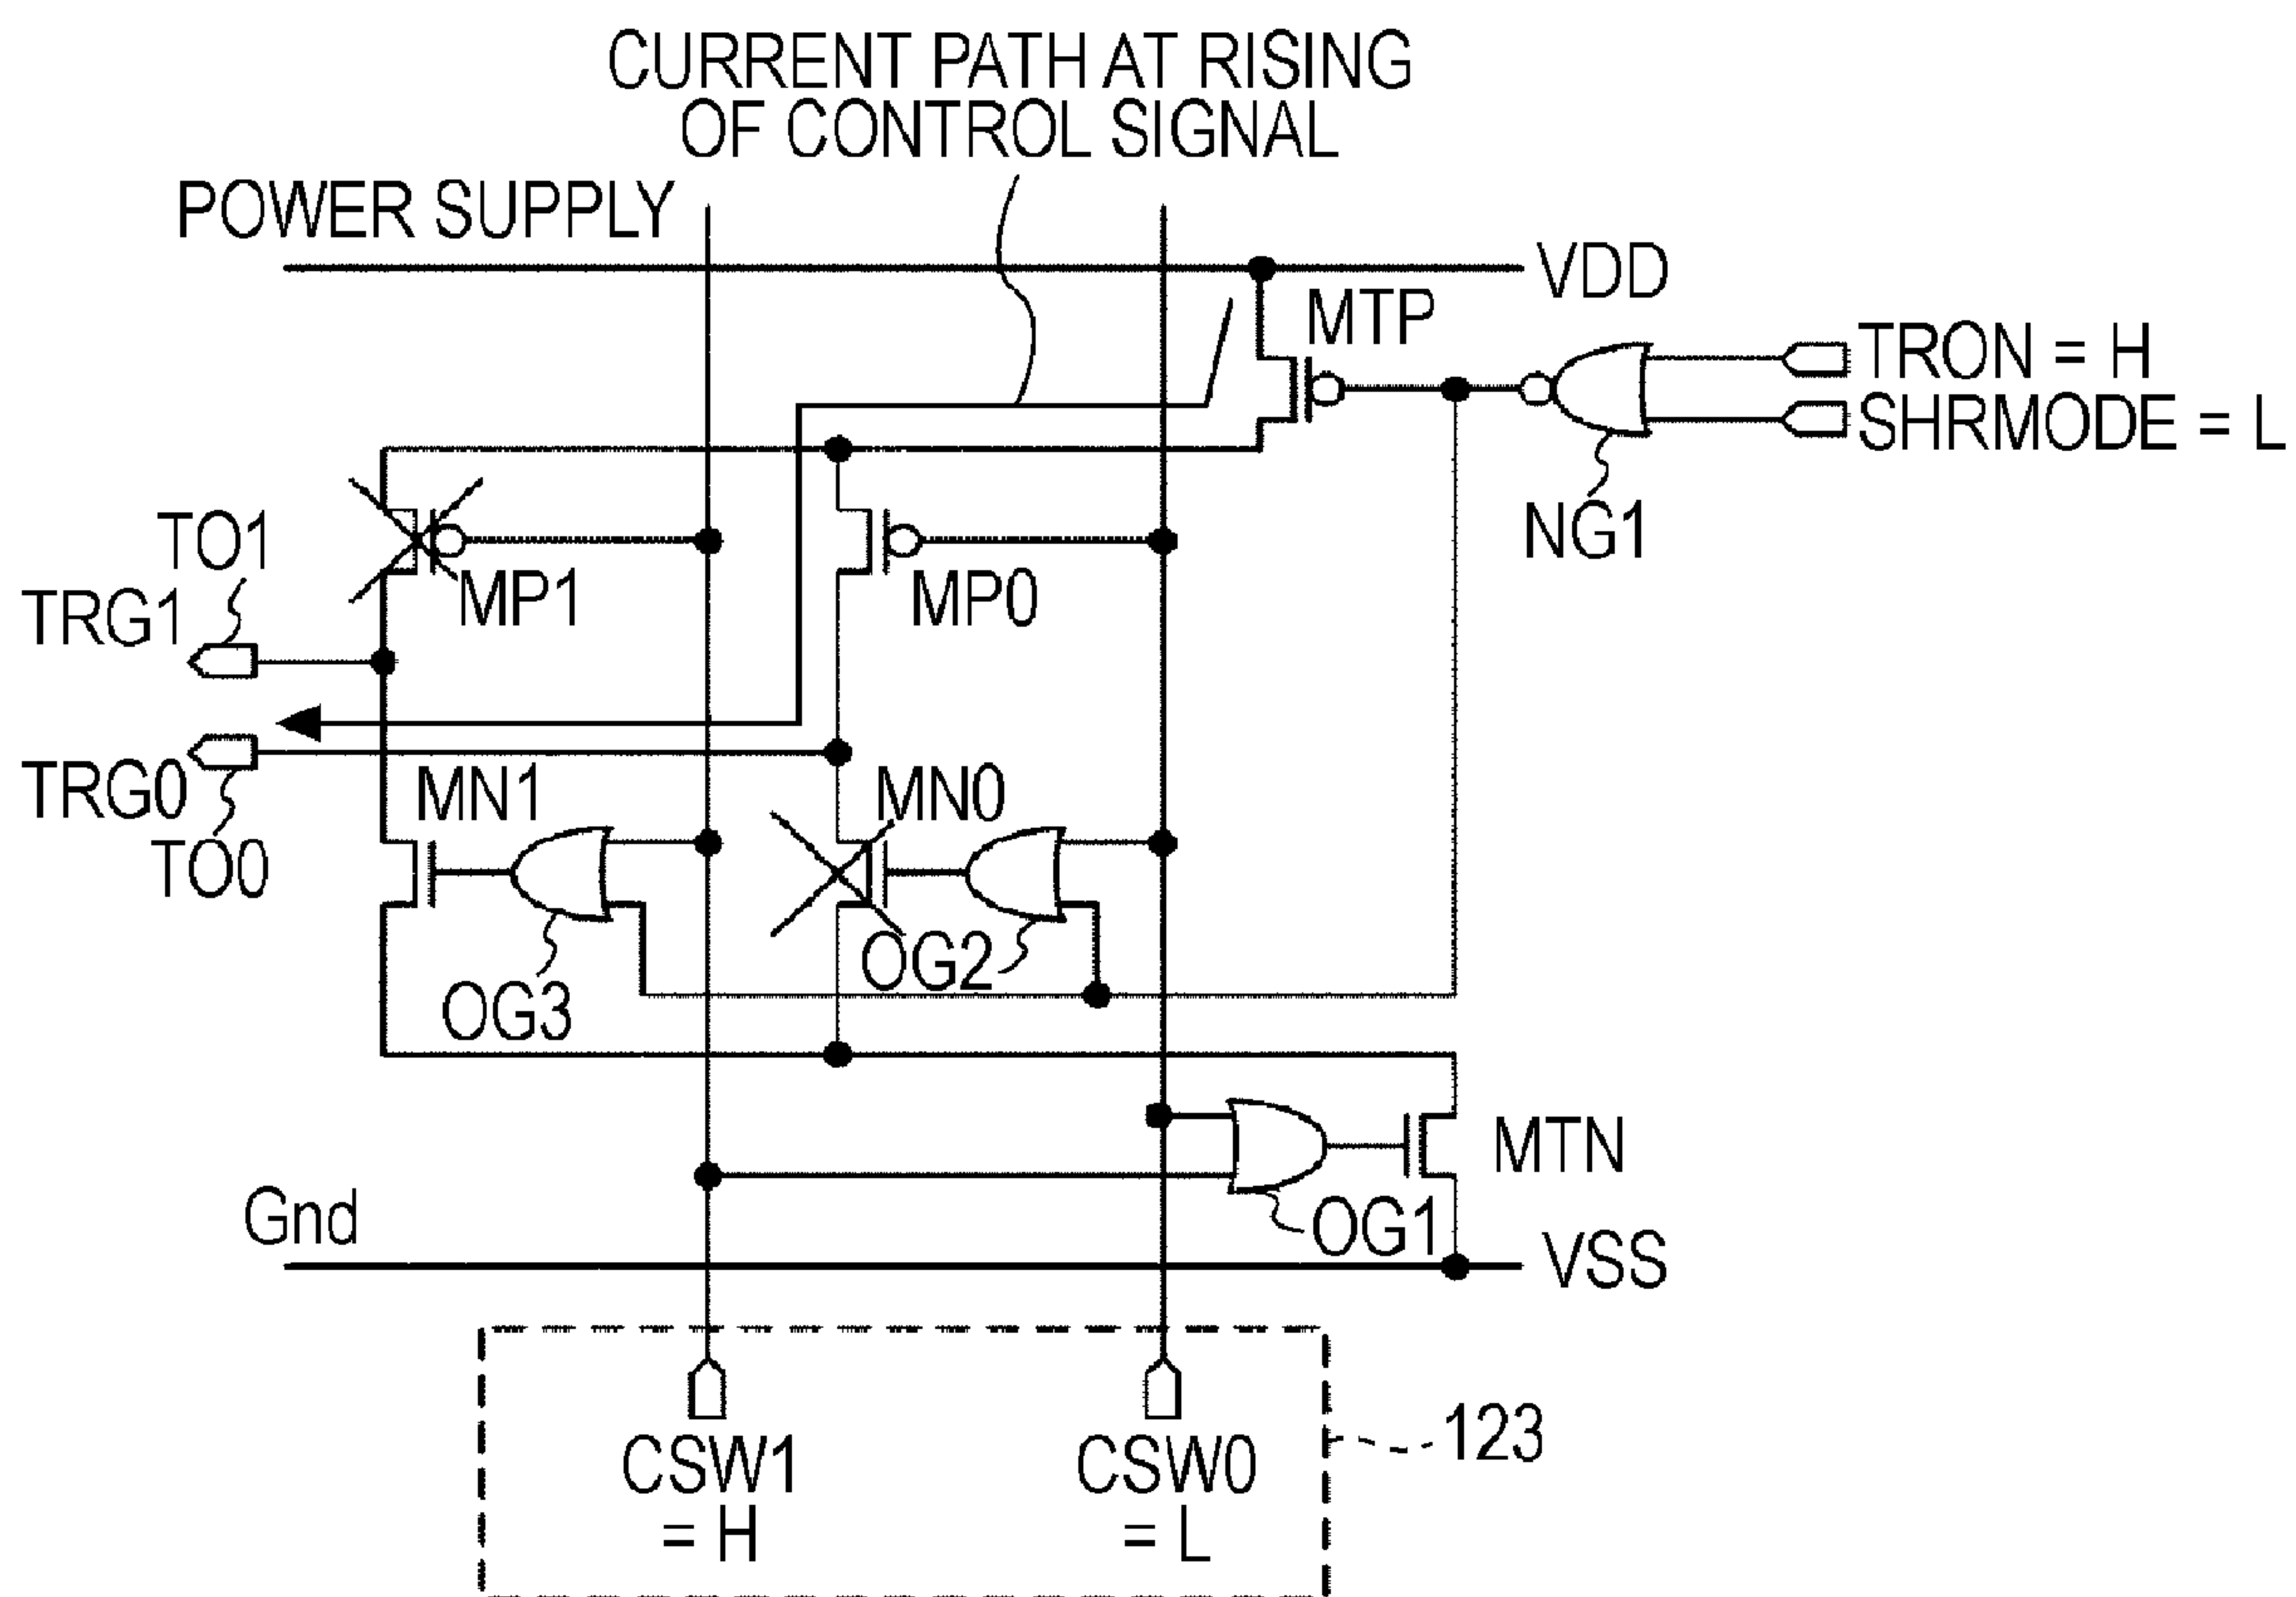 CURRENT PATH AT RISING
OF CONTROL SIGNAL
POWER SUPPLY
VDD
MTP
TRON = H
SHRMODE = L
NG1
TO1
TRG1
MP1
MP0
TRG0
TO0
MN1
MN0
OG3
OG2
MTN
OG1
Gnd
VSS
CSW1
= H
CSW0
= L
123